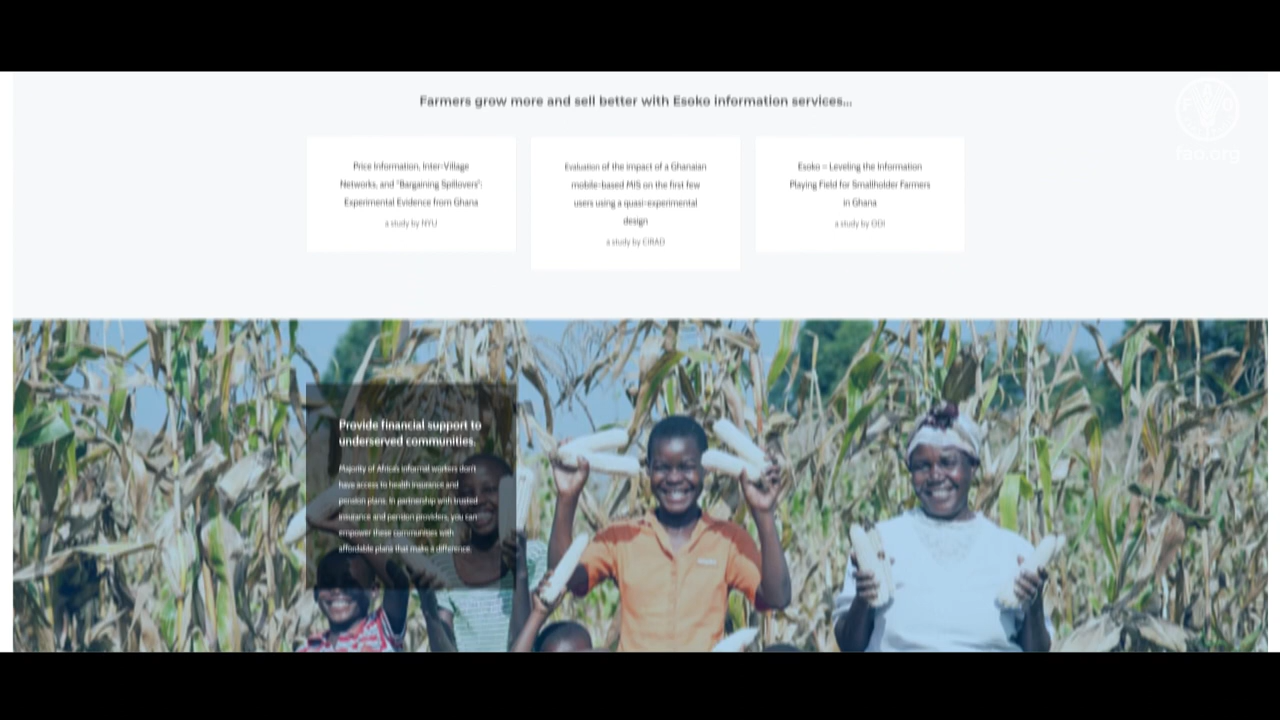 Farmers grow more and sell better with Esoko information services...
Price Information, Inter-Village
Networks, and "Bargaining Spillovers":
Experimental Evidence from Ghana
a study by NYU
Evaluation of the impact of a Ghanaian
mobile-based MIS on the first few
users using a quasi-experimental
design
a study by CIRAD
Esoko – Leveling the Information
Playing Field for Smallholder Farmers
in Ghana
a study by ODI
fao.org
Provide financial support to
underserved communities.
Majority of Africa's informal workers don't
have access to health insurance and
pension plans. In partnership with trusted
insurance and pension providers, you can
empower these communities with
affordable plans that make a difference.